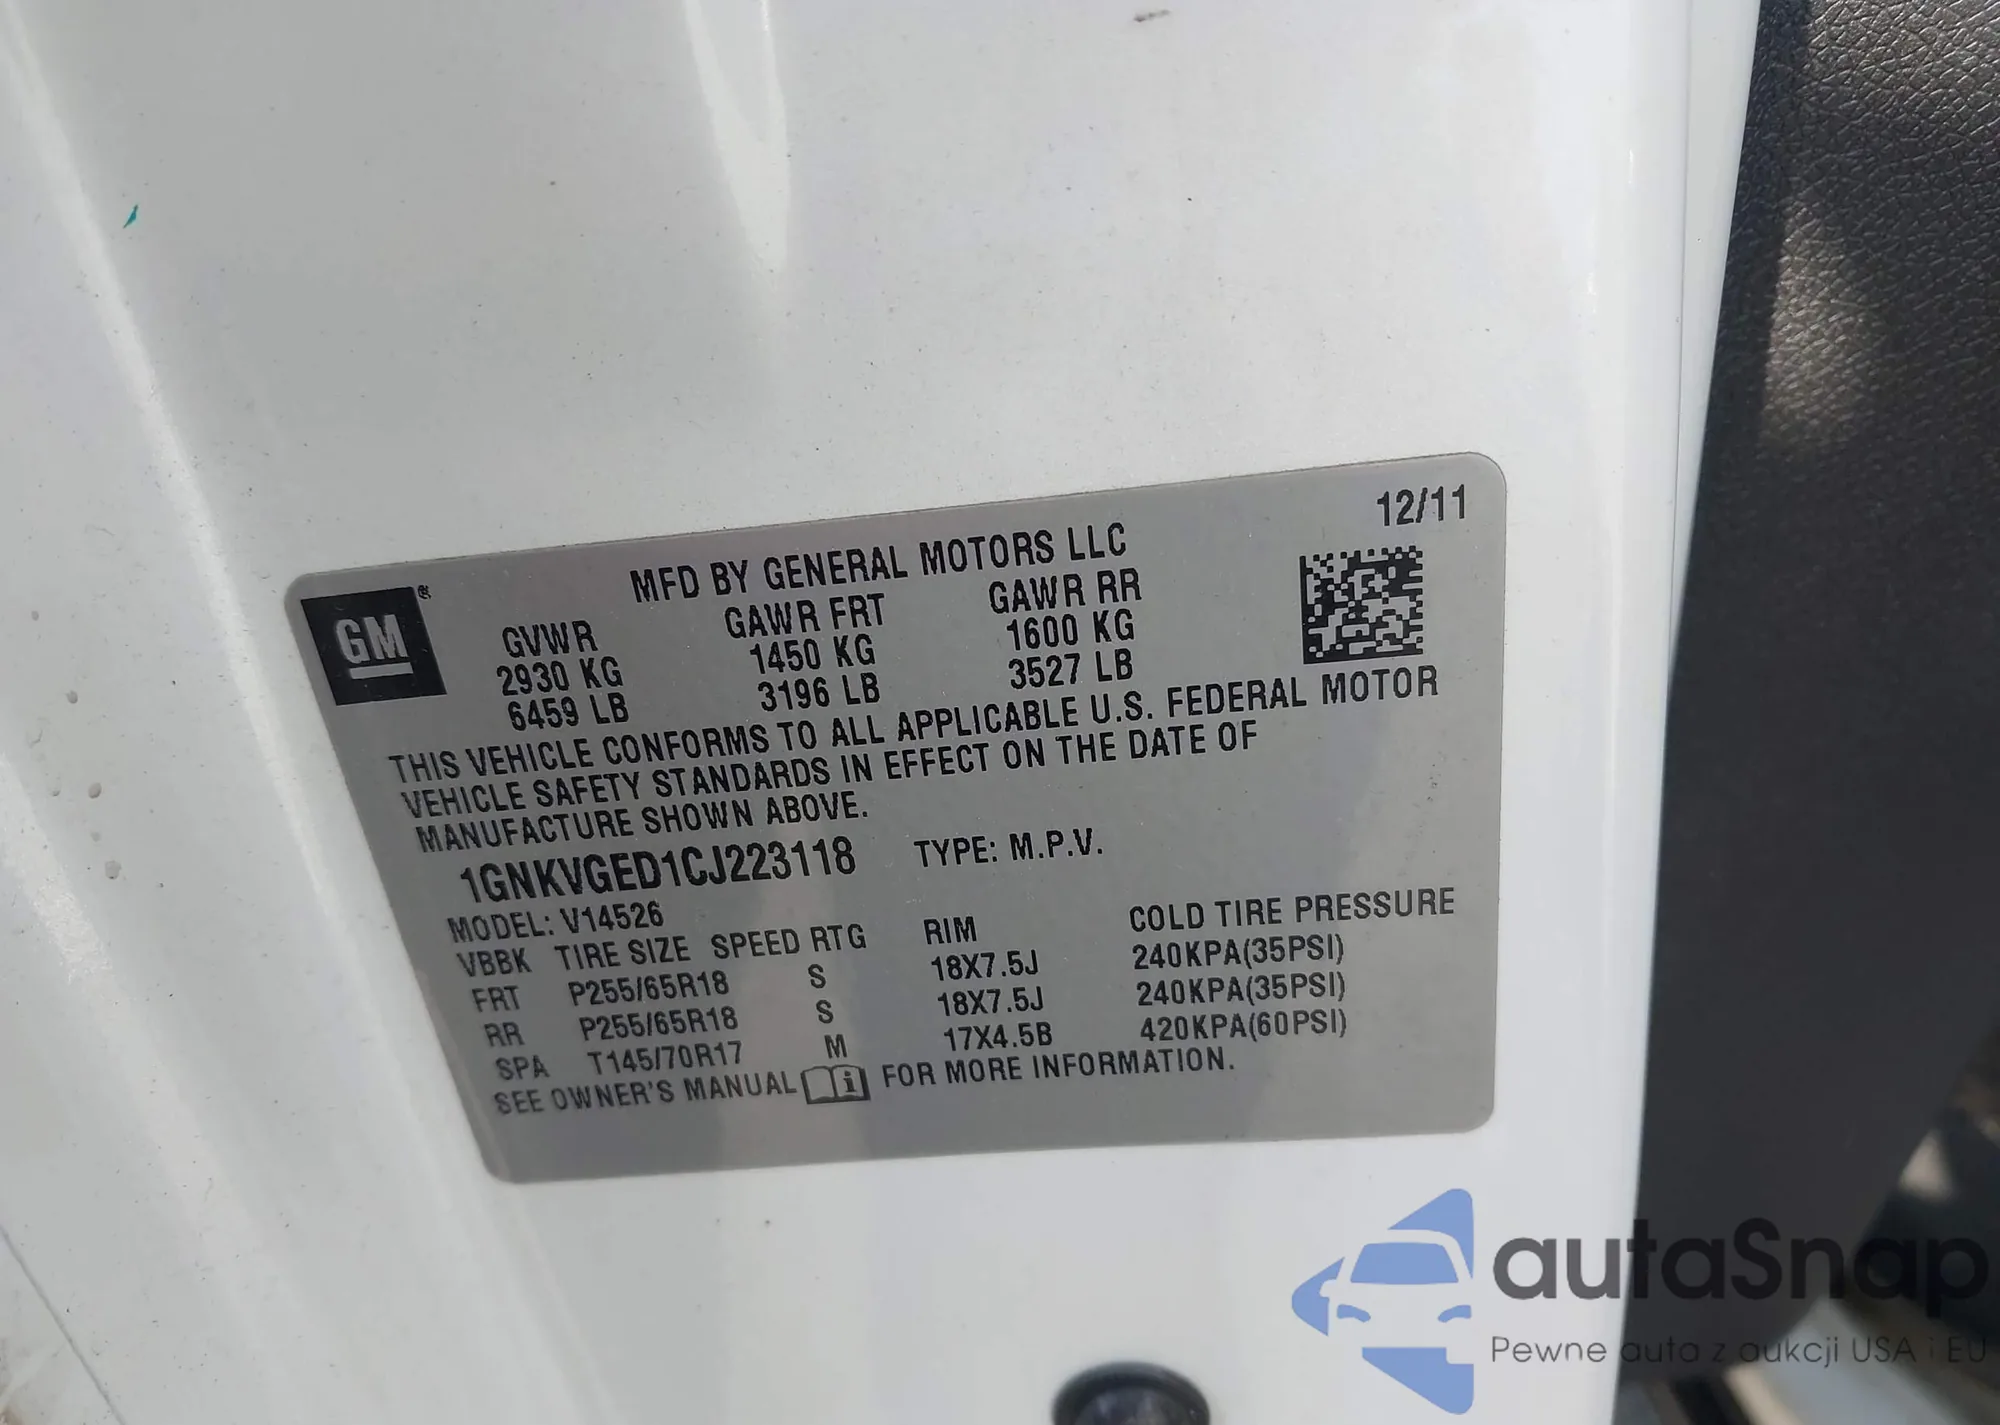 12/11
MFD BY GENERAL MOTORS LLC
GM®
GVWR GAWR FRT GAWR RR
2930 KG 1450 KG 1600 KG
6459 LB 3196 LB 3527 LB
THIS VEHICLE CONFORMS TO ALL APPLICABLE U.S. FEDERAL MOTOR
VEHICLE SAFETY STANDARDS IN EFFECT ON THE DATE OF
MANUFACTURE SHOWN ABOVE.
1GNKVGED1CJ223118 TYPE: M.P.V.
MODEL: V14526
VBBK TIRE SIZE SPEED RTG RIM COLD TIRE PRESSURE
FRT P255/65R18 S 18X7.5J 240KPA(35PSI)
RR P255/65R18 S 18X7.5J 240KPA(35PSI)
SPA T145/70R17 M 17X4.5B 420KPA(60PSI)
SEE OWNER'S MANUAL i FOR MORE INFORMATION.
autaSnap
Pewne auta z aukcji USA i EU